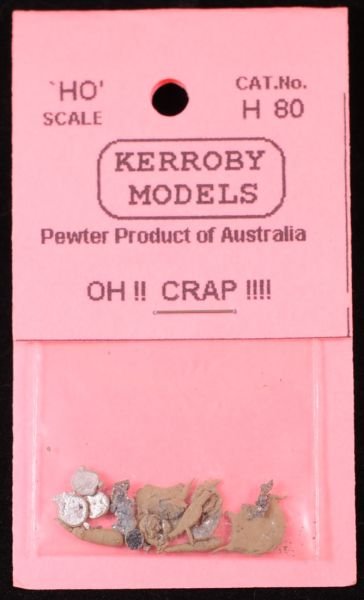 `HO' CAT.No.
SCALE H 80
KERROBY
MODELS
Pewter Product of Australia
OH !! CRAP !!!!